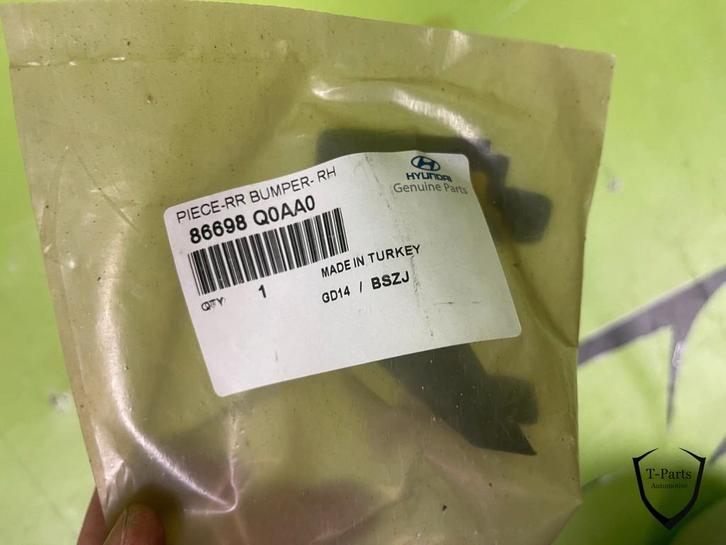 PIECE-RR BUMPER- RH
86698 Q0AA0
HYUNDAI
Genuine Parts
QTY: 1
MADE IN TURKEY
GD14 / BSZJ
T-Parts
Automotive